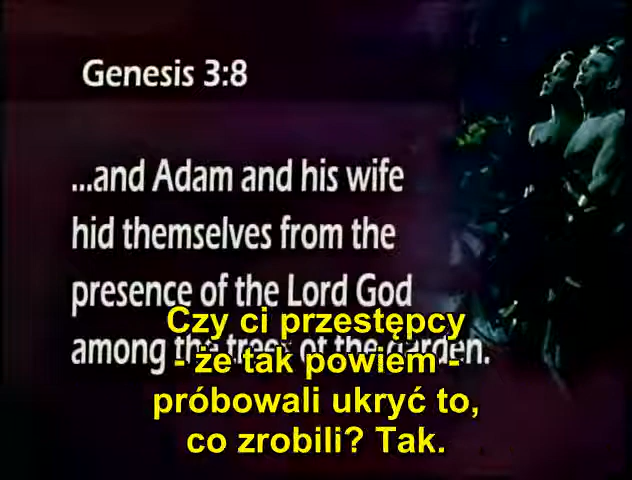 Genesis 3:8
...and Adam and his wife
hid themselves from the
presence of the Lord God
among the trees of the garden.
Czy ci przestępcy
- że tak powiem -
próbowali ukryć to,
co zrobili? Tak.